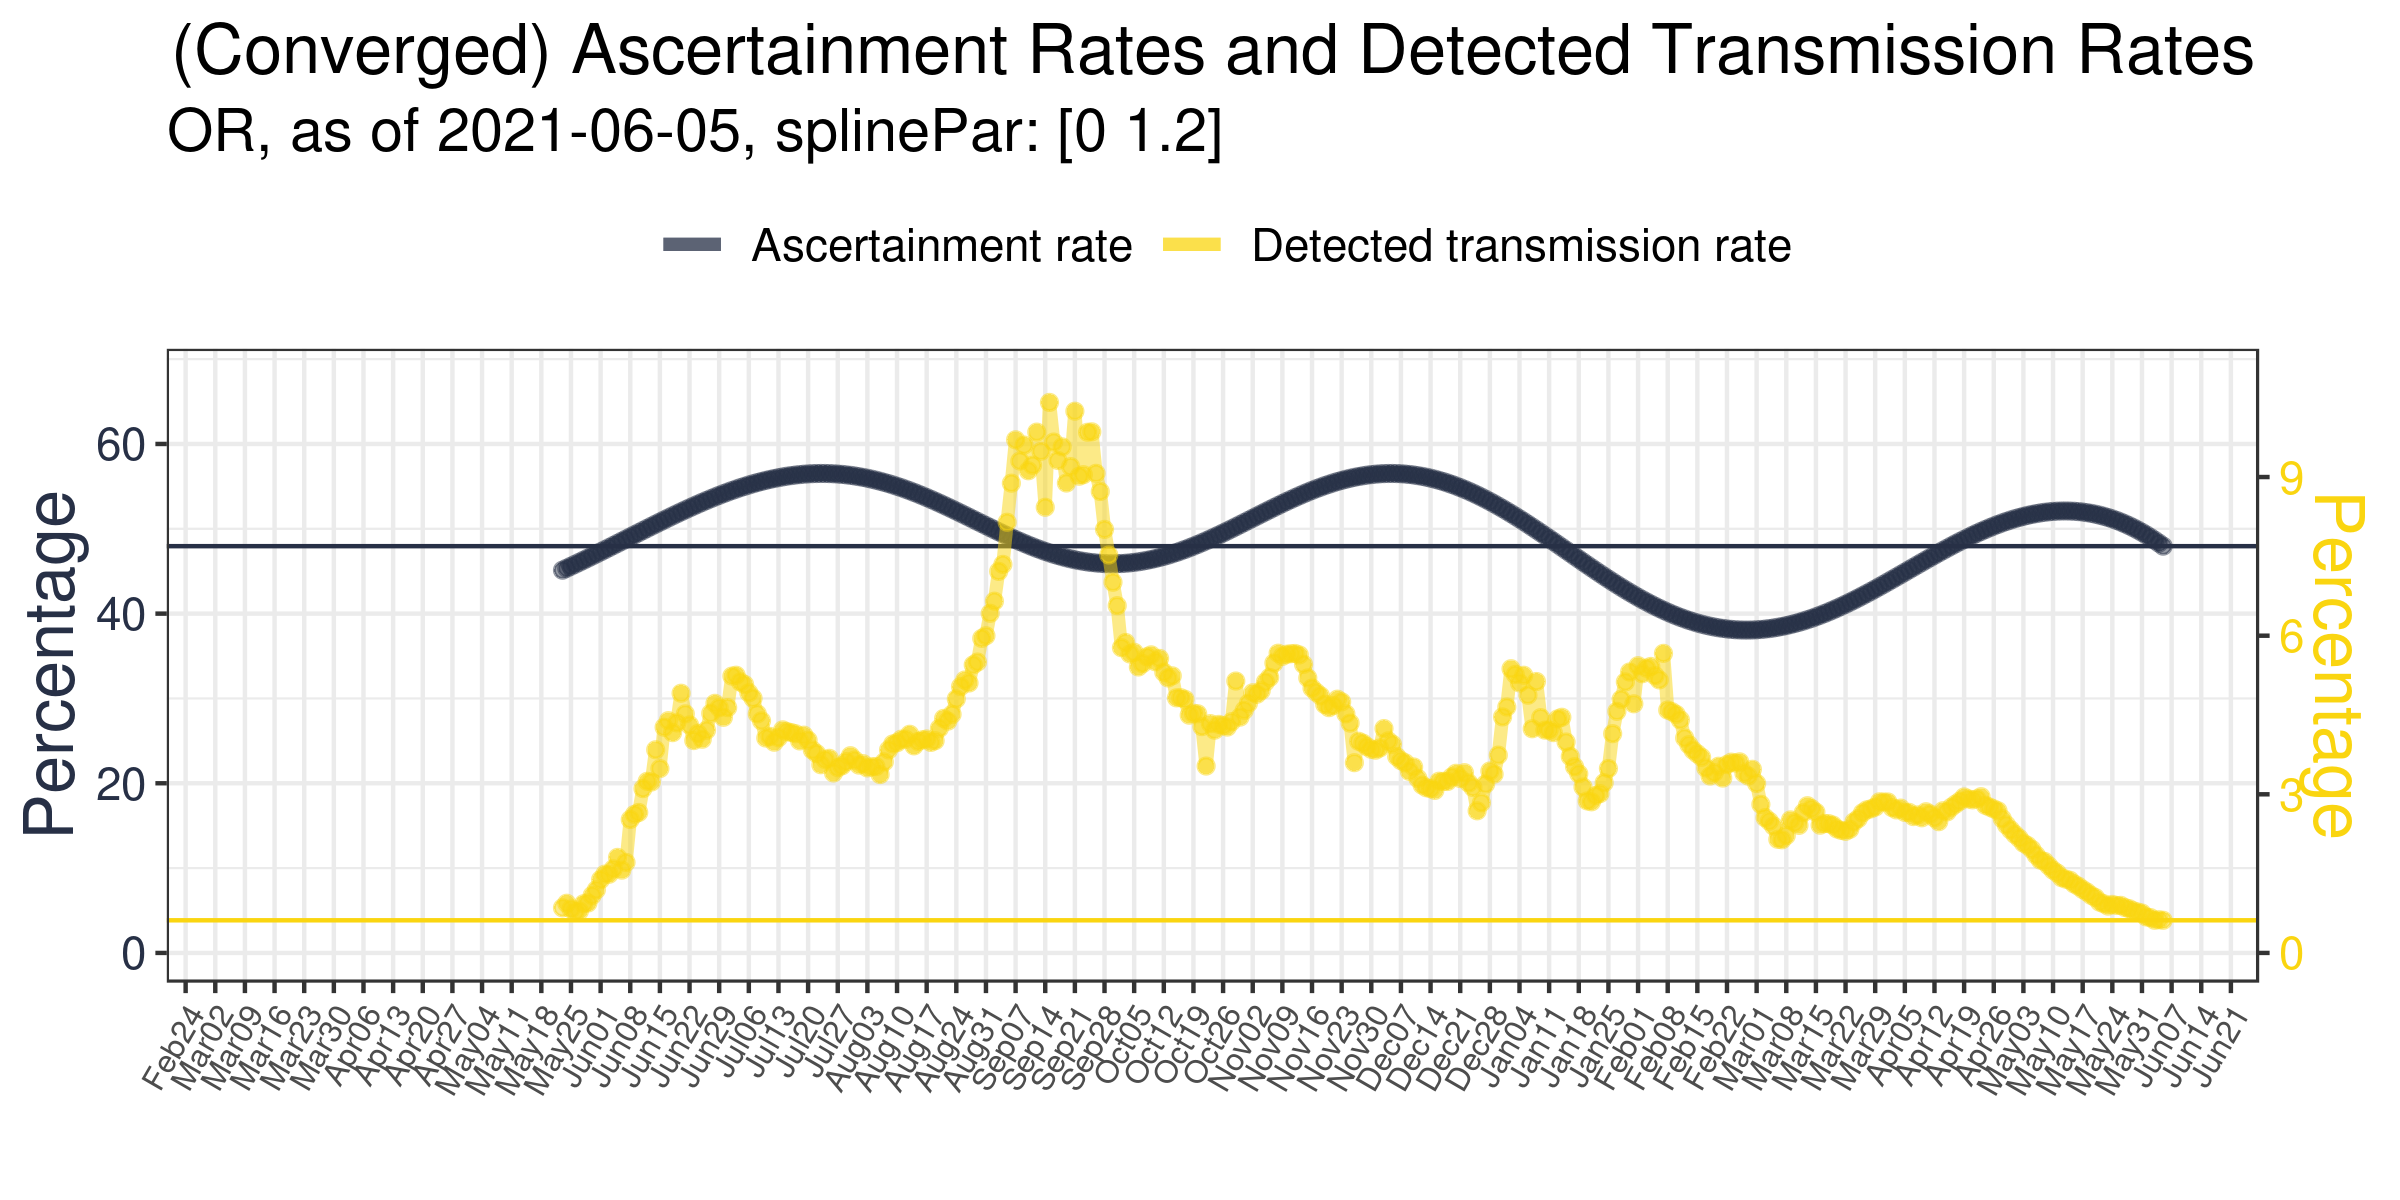 (Converged) Ascertainment Rates and Detected Transmission Rates
OR, as of 2021-06-05, splinePar: [0 1.2]
Ascertainment rate
Detected transmission rate
Percentage
60
40
20
0
9
6
3
0
Percentage
Feb24
Mar02
Mar09
Mar16
Mar23
Mar30
Apr06
Apr13
Apr20
Apr27
May04
May11
May18
May25
Jun01
Jun08
Jun15
Jun22
Jun29
Jul06
Jul13
Jul20
Jul27
Aug03
Aug10
Aug17
Aug24
Aug31
Sep07
Sep14
Sep21
Sep28
Oct05
Oct12
Oct19
Oct26
Nov02
Nov09
Nov16
Nov23
Nov30
Dec07
Dec14
Dec21
Dec28
Jan04
Jan11
Jan18
Jan25
Feb01
Feb08
Feb15
Feb22
Mar01
Mar08
Mar15
Mar22
Mar29
Apr05
Apr12
Apr19
Apr26
May03
May10
May17
May24
May31
Jun07
Jun14
Jun21